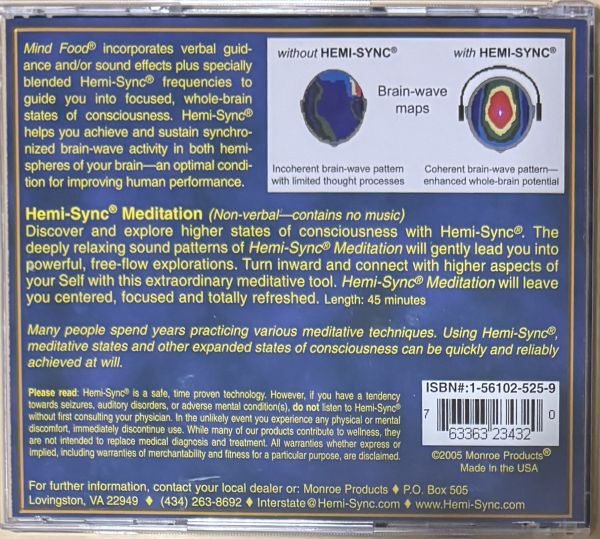 Mind Food® incorporates verbal guid-
ance and/or sound effects plus specially
blended Hemi-Sync® frequencies to
guide you into focused, whole-brain
states of consciousness. Hemi-Sync®
helps you achieve and sustain synchro-
nized brain-wave activity in both hemi-
spheres of your brain—an optimal condi-
tion for improving human performance.
without HEMI-SYNC®
with HEMI-SYNC®
Brain-wave
maps
Incoherent brain-wave pattern
with limited thought processes
Coherent brain-wave pattern—
enhanced whole-brain potential
Hemi-Sync® Meditation (Non-verbal—contains no music)
Discover and explore higher states of consciousness with Hemi-Sync®. The
deeply relaxing sound patterns of Hemi-Sync® Meditation will gently lead you into
powerful, free-flow explorations. Turn inward and connect with higher aspects of
your Self with this extraordinary meditative tool. Hemi-Sync® Meditation will leave
you centered, focused and totally refreshed. Length: 45 minutes
Many people spend years practicing various meditative techniques. Using Hemi-Sync®,
meditative states and other expanded states of consciousness can be quickly and reliably
achieved at will.
Please read: Hemi-Sync® is a safe, time proven technology. However, if you have a tendency
towards seizures, auditory disorders, or adverse mental condition(s), do not listen to Hemi-Sync®
without first consulting your physician. In the unlikely event you experience any physical or mental
discomfort, immediately discontinue use. While many of our products contribute to wellness, they
are not intended to replace medical diagnosis and treatment. All warranties whether express or
implied, including warranties of merchantability and fitness for a particular purpose, are disclaimed.
ISBN#:1-56102-525-9
7 63363 23432 0
©2005 Monroe Products®
Made in the USA
For further information, contact your local dealer or: Monroe Products ♦ P.O. Box 505
Lovingston, VA 22949 ♦ (434) 263-8692 ♦ Interstate@Hemi-Sync.com ♦ www.Hemi-Sync.com